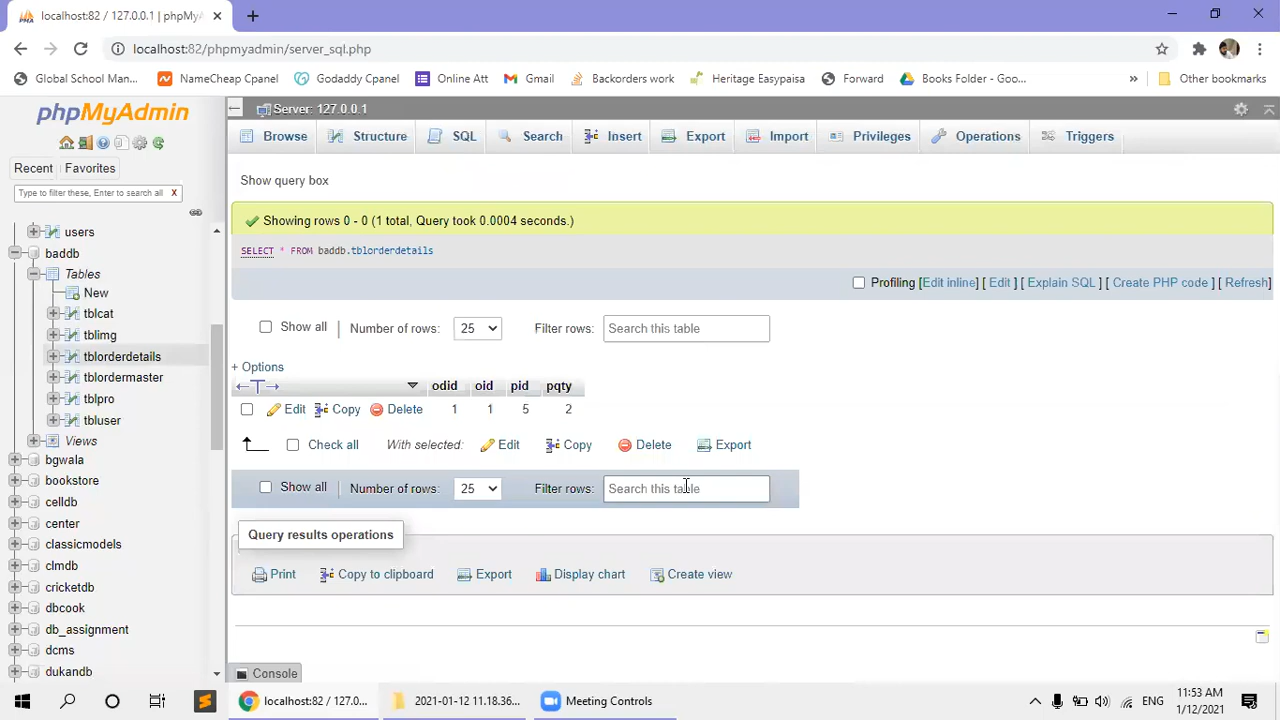 localhost:82 / 127.0.0.1 | phpMyA
localhost:82/phpmyadmin/server_sql.php
Global School Man... NameCheap Cpanel Godaddy Cpanel Online Att Gmail Backorders work Heritage Easypaisa Forward Books Folder - Goo... » Other bookmarks
phpMyAdmin
Server: 127.0.0.1
Browse Structure SQL Search Insert Export Import Privileges Operations Triggers
Recent Favorites
Type to filter these, Enter to search all X
Show query box
Showing rows 0 - 0 (1 total, Query took 0.0004 seconds.)
SELECT * FROM baddb.tblorderdetails
Profiling [Edit inline] [ Edit ] [ Explain SQL ] [ Create PHP code ] [ Refresh]
Show all Number of rows: 25 Filter rows: Search this table
+ Options
odid oid pid pqty
Edit Copy Delete 1 1 5 2
Check all With selected: Edit Copy Delete Export
Show all Number of rows: 25 Filter rows: Search this table
Query results operations
Print Copy to clipboard Export Display chart Create view
Console
users
baddb
Tables
New
tblcat
tblimg
tblorderdetails
tblordermaster
tblpro
tbluser
Views
bgwala
bookstore
celldb
center
classicmodels
clmdb
cricketdb
dbcook
db_assignment
dcms
dukandb
localhost:82 / 127.0... 2021-01-12 11.18.36... Meeting Controls ENG 11:53 AM
1/12/2021